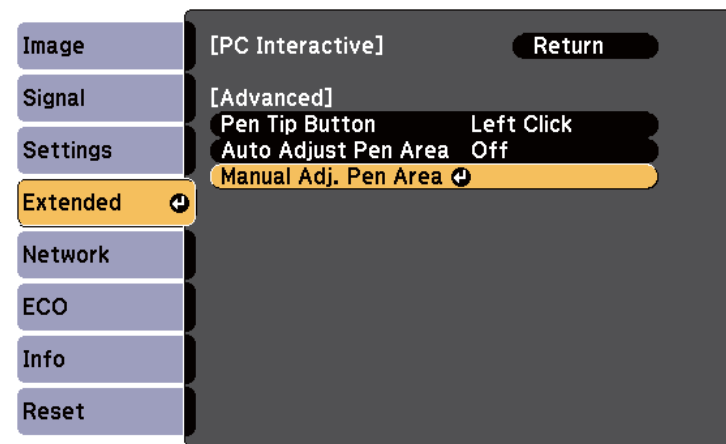 Image
Signal
Settings
Extended
Network
ECO
Info
Reset
[PC Interactive] Return
[Advanced]
Pen Tip Button Left Click
Auto Adjust Pen Area Off
Manual Adj. Pen Area